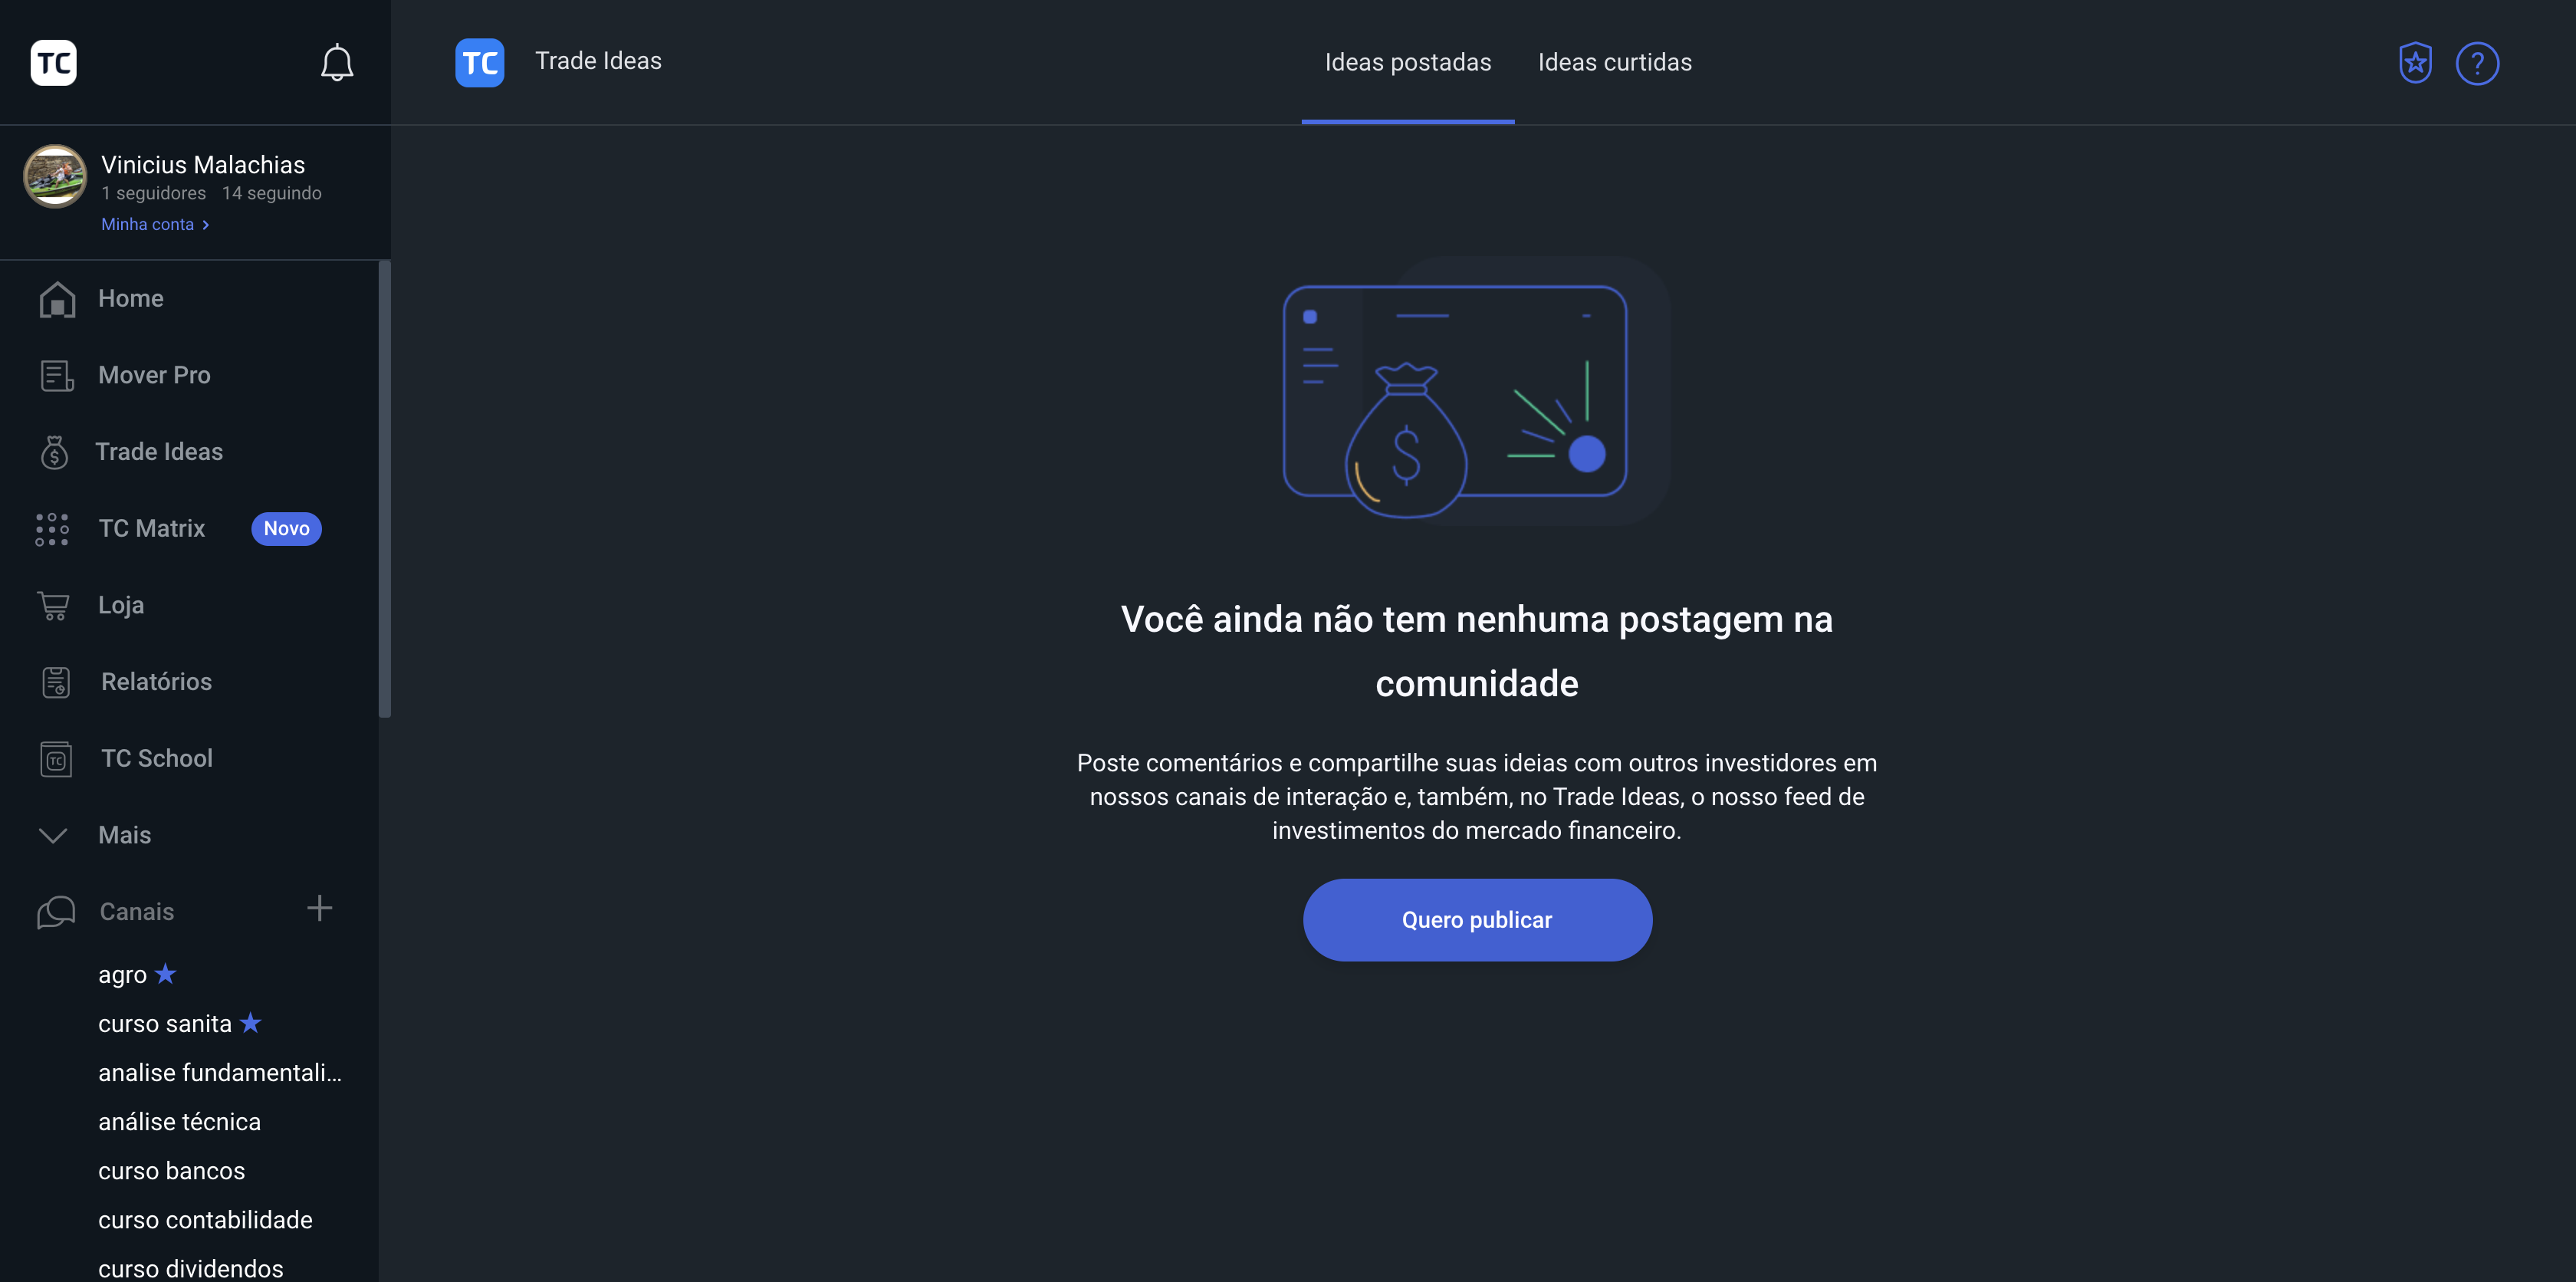 TC
Vinicius Malachias
1 seguidores 14 seguindo
Minha conta
Home
Mover Pro
Trade Ideas
TC Matrix Novo
Loja
Relatórios
TC School
Mais
Canais
agro
curso sanita
analise fundamentali...
análise técnica
curso bancos
curso contabilidade
curso dividendos
TC Trade Ideas
Ideas postadas Ideas curtidas
?
$
Você ainda não tem nenhuma postagem na
comunidade
Poste comentários e compartilhe suas ideias com outros investidores em
nossos canais de interação e, também, no Trade Ideas, o nosso feed de
investimentos do mercado financeiro.
Quero publicar